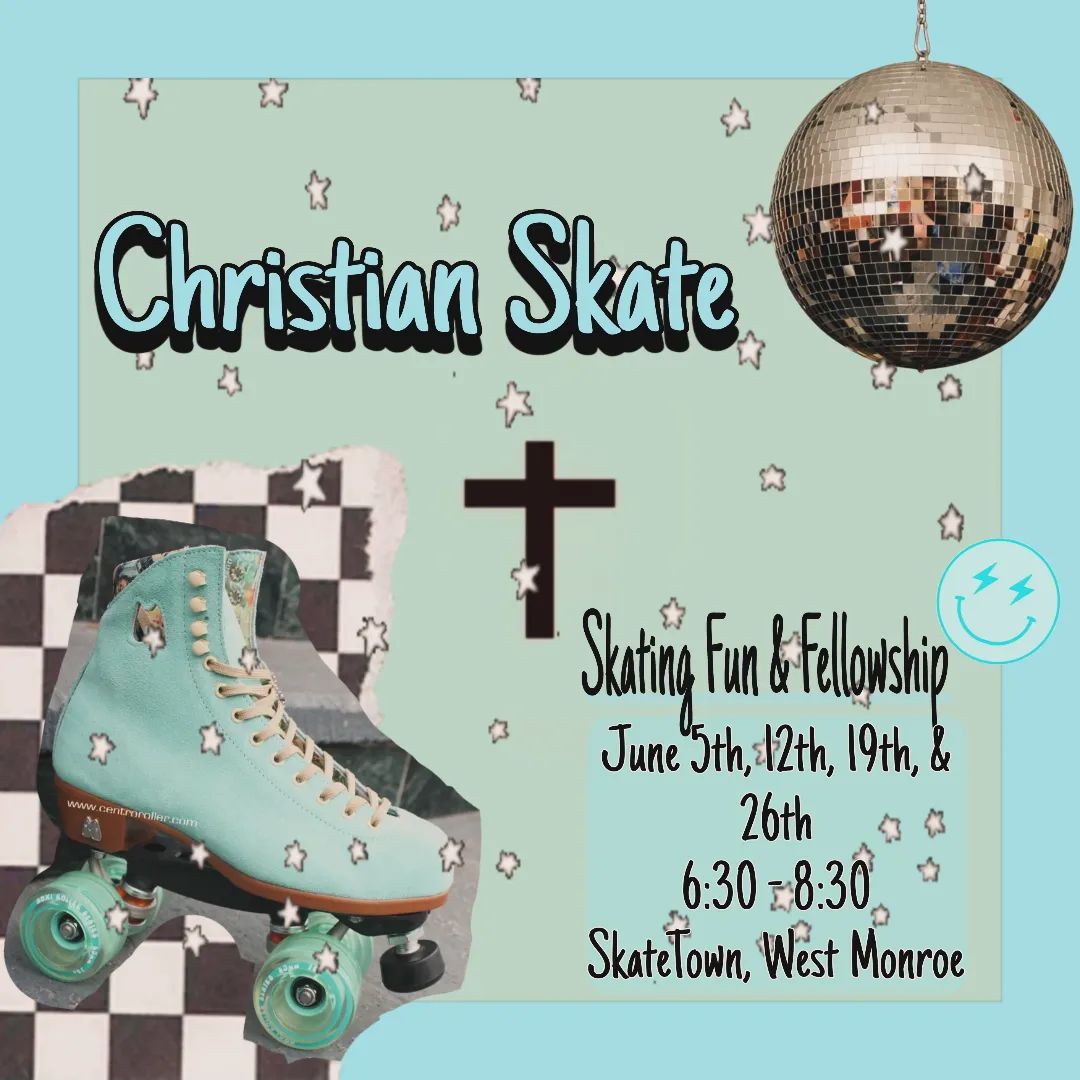 Christian Skate
Skating Fun & Fellowship
June 5th, 12th, 19th, &
26th
6:30 - 8:30
SkateTown, West Monroe
www.centroroller.com